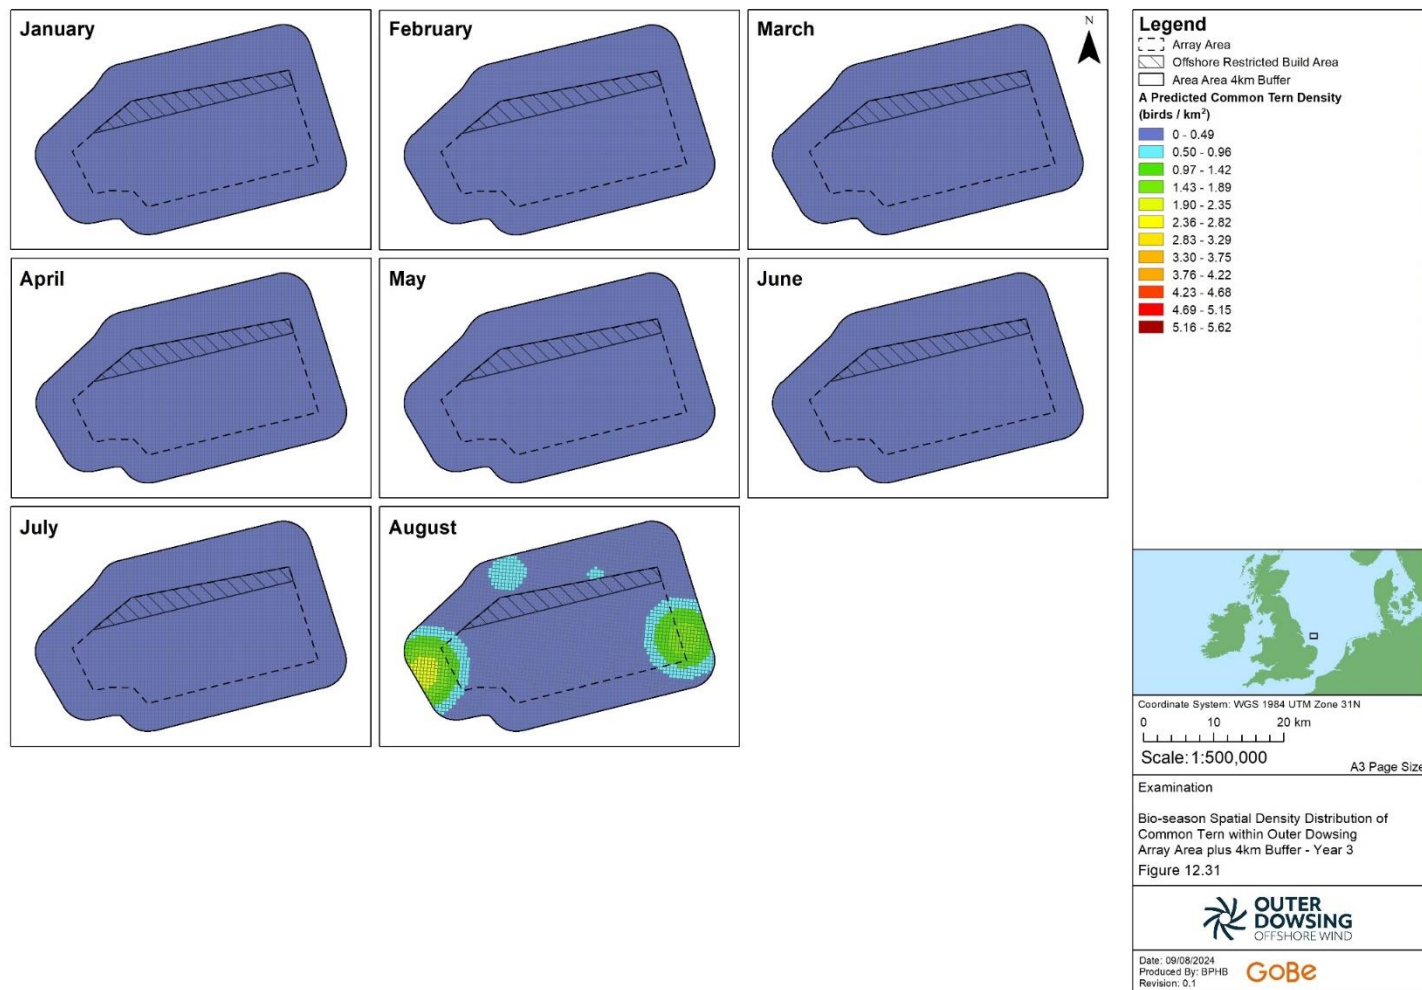 January
February
March
N
April
May
June
July
August
Legend
Array Area
Offshore Restricted Build Area
Area Area 4km Buffer
A Predicted Common Tern Density
(birds / km²)
0 - 0.49
0.50 - 0.96
0.97 - 1.42
1.43 - 1.89
1.90 - 2.35
2.36 - 2.82
2.83 - 3.29
3.30 - 3.75
3.76 - 4.22
4.23 - 4.68
4.69 - 5.15
5.16 - 5.62
Coordinate System: WGS 1984 UTM Zone 31N
0 10 20 km
Scale: 1:500,000
A3 Page Size
Examination
Bio-season Spatial Density Distribution of
Common Tern within Outer Dowsing
Array Area plus 4km Buffer - Year 3
Figure 12.31
OUTER
DOWSING
OFFSHORE WIND
Date: 09/08/2024
Produced By: BPHB
Revision: 0.1
GoBe